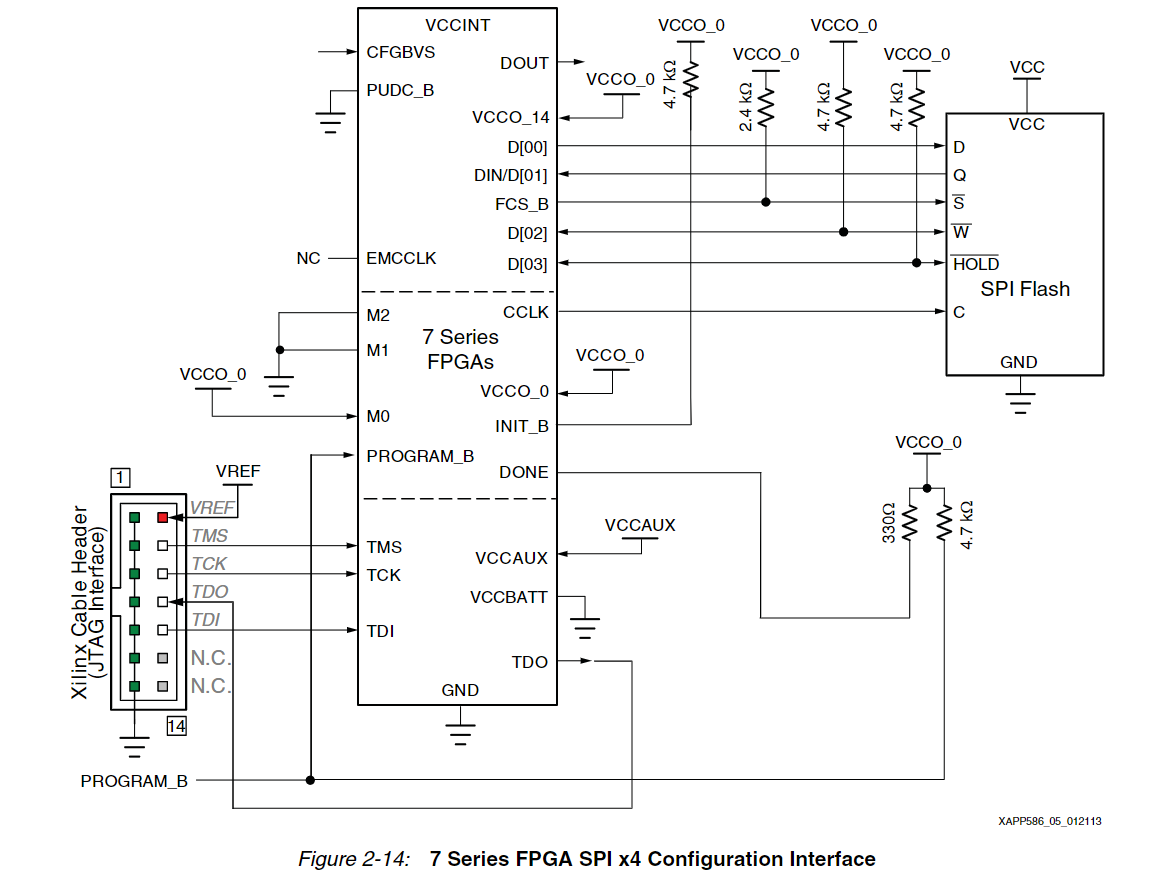 VCCINT
CFGBVS
PUDC_B
DOUT
VCCO_0
VCCO_14
D[00]
DIN/D[01]
FCS_B
D[02]
D[03]
NC
EMCCLK
VCCO_0
4.7 kΩ
VCCO_0
2.4 kΩ
VCCO_0
4.7 kΩ
VCCO_0
4.7 kΩ
VCC
VCC
D
Q
S
W
HOLD
SPI Flash
C
GND
M2
M1
VCCO_0
M0
7 Series
FPGAs
CCLK
VCCO_0
VCCO_0
INIT_B
PROGRAM_B
DONE
VCCO_0
330Ω
4.7 kΩ
1
VREF
VREF
TMS
TCK
TDO
TDI
N.C.
N.C.
14
Xilinx Cable Header
(JTAG Interface)
TMS
TCK
TDI
VCCAUX
VCCAUX
VCCBATT
TDO
GND
PROGRAM_B
XAPP586_05_012113
Figure 2-14: 7 Series FPGA SPI x4 Configuration Interface